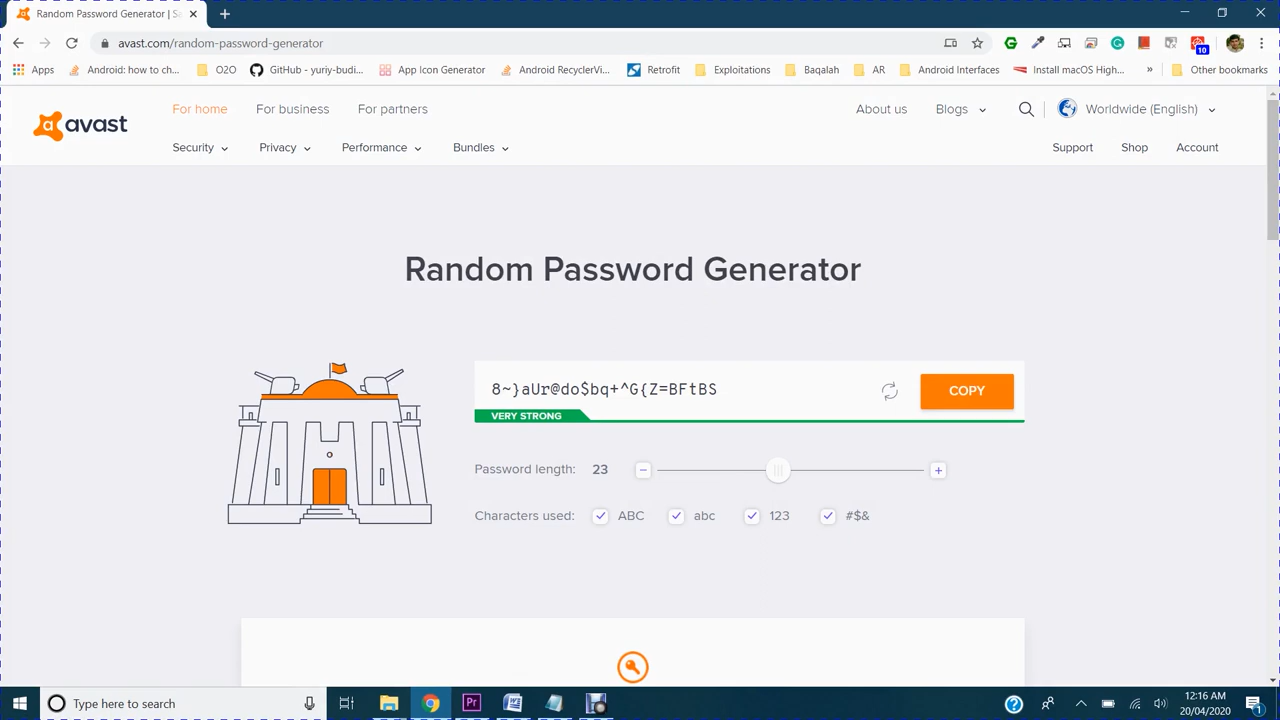 Random Password Generator | Se
avast.com/random-password-generator
10
Apps
Android: how to ch...
O2O
GitHub - yuriy-budi...
App Icon Generator
Android RecyclerVi...
Retrofit
Exploitations
Baqalah
AR
Android Interfaces
Install macOS High...
»
Other bookmarks
avast
For home
For business
For partners
About us
Blogs
Worldwide (English)
Security
Privacy
Performance
Bundles
Support
Shop
Account
Random Password Generator
8~}aUr@do$bq+^G{Z=BFtBS
COPY
VERY STRONG
Password length: 23
Characters used: ABC abc 123 #$&
Type here to search
12:16 AM
20/04/2020
1